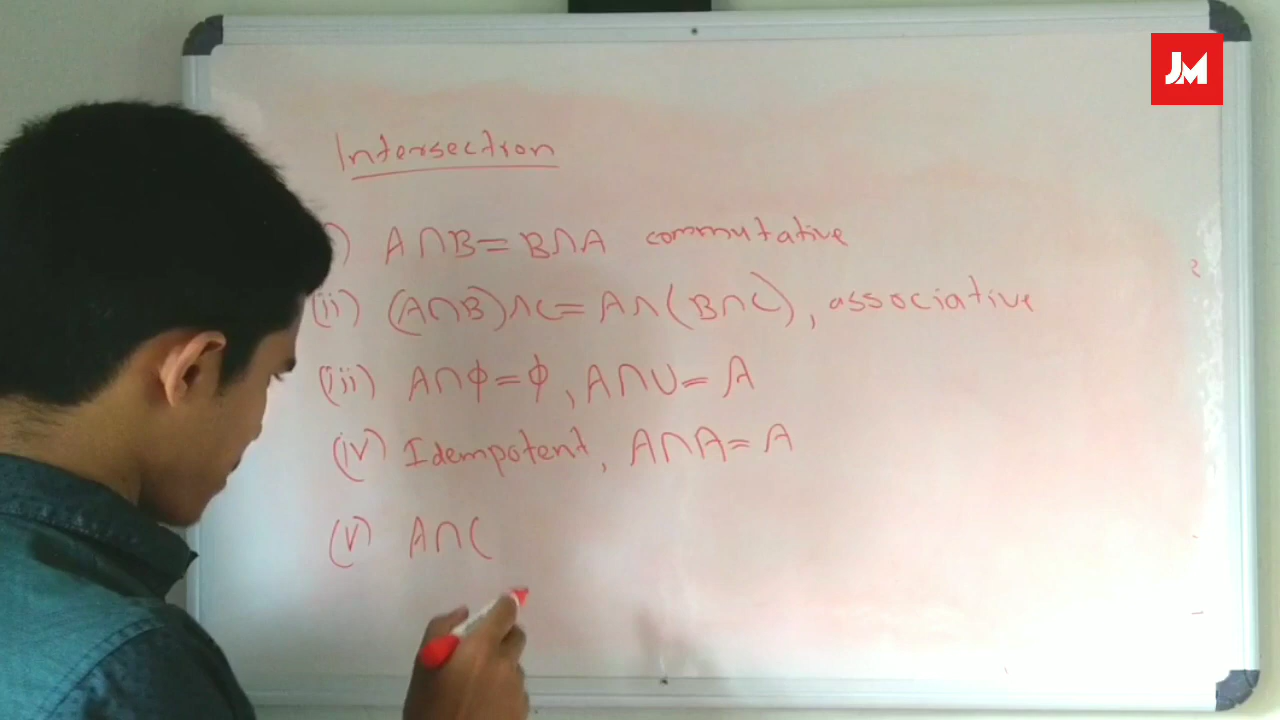 JM
Intersection
) A∩B=B∩A commutative
(ii) (A∩B)∩C=A∩(B∩C), associative
(iii) A∩ϕ=ϕ, A∩U=A
(iv) Idempotent, A∩A=A
(v) A∩(